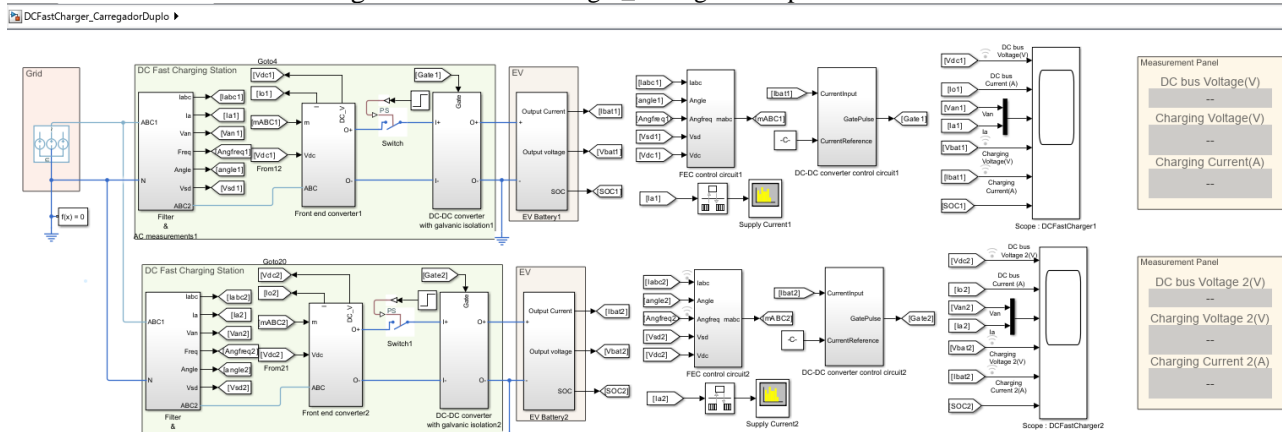 DCFastCharger_CarregadorDuplo
Grid
f(x) = 0
DC Fast Charging Station
Goto4
[Vdc1]
[Io1]
[mABC1]
[Vdc1]
From12
[Gate1]
Iabc
Ia
Van
Freq
Angle
Vsd
ABC1
N
ABC2
[Iabc1]
[Ia1]
[Van1]
[Angfreq1]
[angle1]
[Vsd1]
Filter
&
AC measurements1
I
DC_V
m
Vdc
ABC
O+
O-
Front end converter1
PS
Switch
Gate
I+
I-
O+
O-
DC-DC converter
with galvanic isolation1
EV
+
-
Output Current
Output voltage
SOC
EV Battery1
[Ibat1]
[Vbat1]
[SOC1]
[Iabc1]
angle1]
Angfreq1]
[Vsd1]
[Vdc1]
Iabc
Angle
Angfreq mabc
Vsd
Vdc
[mABC1]
FEC control circuit1
[Ia1]
Supply Current1
[Ibat1]
-C-
CurrentInput
GatePulse
CurrentReference
[Gate1]
DC-DC converter control circuit1
[Vdc1]
[Io1]
[Van1]
[Ia1]
[Vbat1]
[Ibat1]
[SOC1]
DC bus
Voltage(V)
DC bus
Current (A)
Van
Ia
Charging
Voltage(V)
Charging
Current(A)
Scope : DCFastCharger1
Measurement Panel
DC bus Voltage(V)
--
Charging Voltage(V)
--
Charging Current(A)
--
DC Fast Charging Station
Goto20
[Vdc2]
[Io2]
mABC2]
[Vdc2]
From21
[Gate2]
Iabc
Ia
Van
Freq
Angle
Vsd
ABC1
N
ABC2
[Iabc2]
[Ia2]
[Van2]
[Angfreq2]
[angle2]
[Vsd2]
Filter
&
I
DC_V
m
Vdc
ABC
O+
O-
Front end converter2
PS
Switch1
Gate
I+
I-
O+
O-
DC-DC converter
with galvanic isolation2
EV
+
-
Output Current
Output voltage
SOC
EV Battery2
[Ibat2]
[Vbat2]
[SOC2]
[Iabc2]
angle2]
Angfreq2]
[Vsd2]
[Vdc2]
Iabc
Angle
Angfreq mabc
Vsd
Vdc
[mABC2]
FEC control circuit2
[Ia2]
Supply Current2
[Ibat2]
-C-
CurrentInput
GatePulse
CurrentReference
[Gate2]
DC-DC converter control circuit2
[Vdc2]
[Io2]
[Van2]
[Ia2]
[Vbat2]
[Ibat2]
[SOC2]
DC bus
Voltage 2(V)
DC bus
Current (A)
Van
Ia
Charging
Voltage 2(V)
Charging
Current 2(A)
Scope : DCFastCharger2
Measurement Panel
DC bus Voltage 2(V)
--
Charging Voltage 2(V)
--
Charging Current 2(A)
--